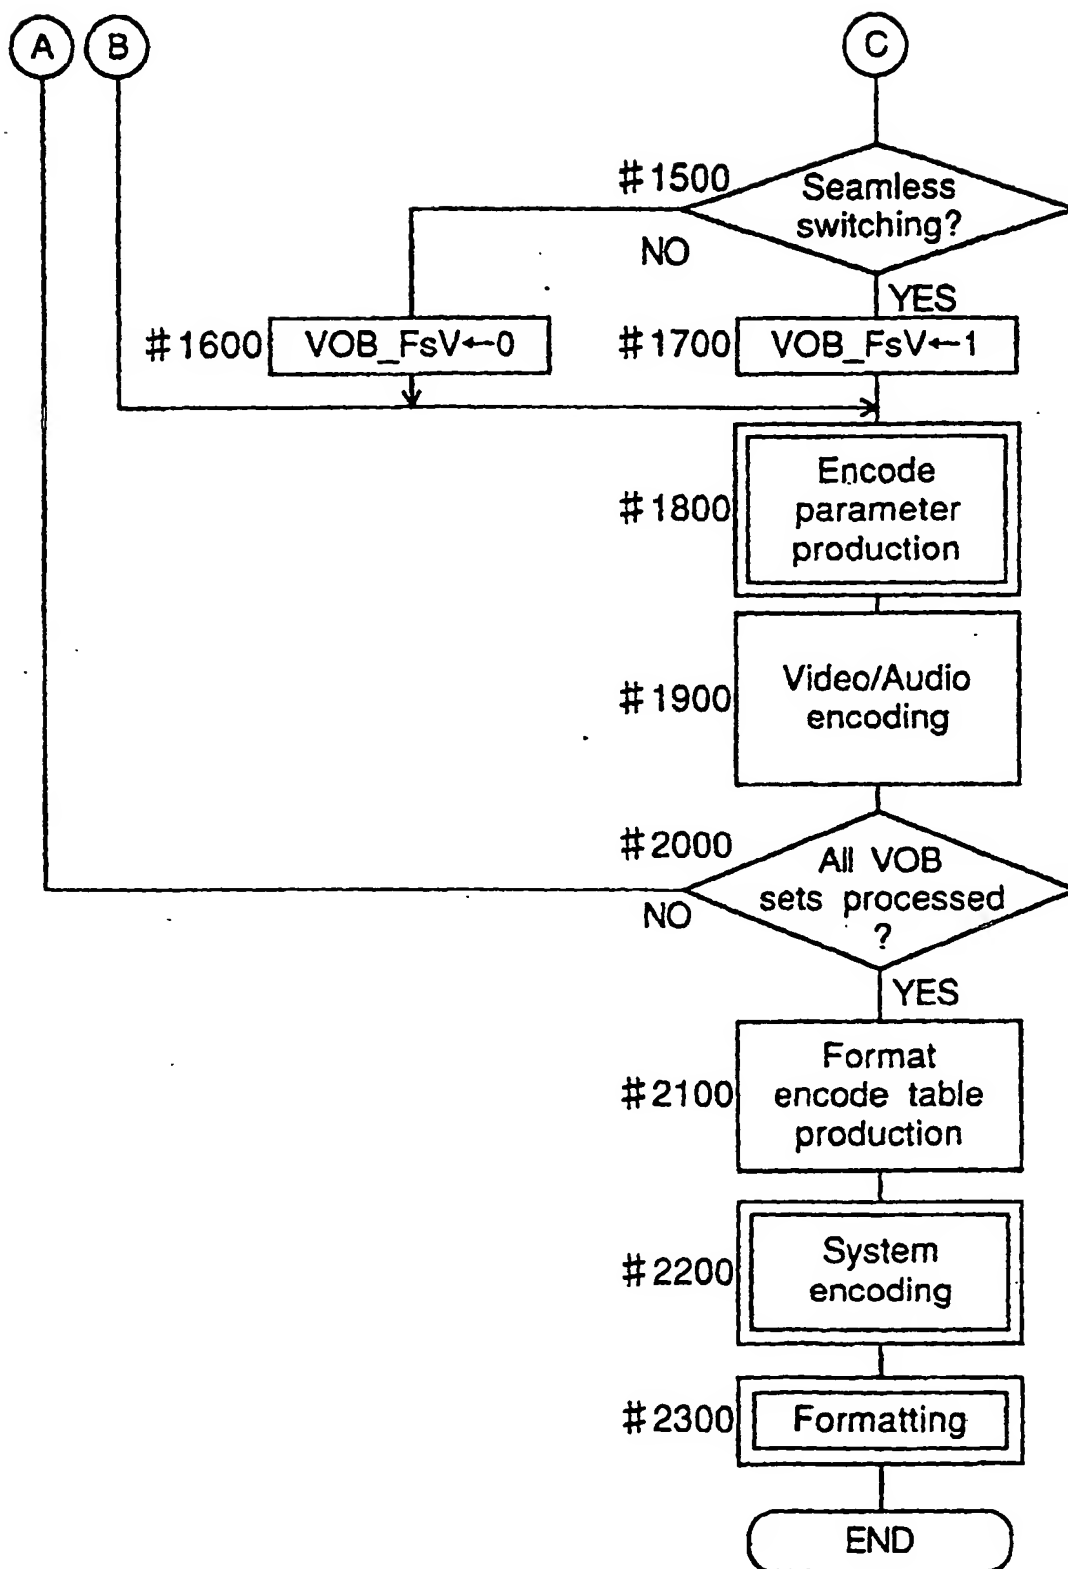 A B C
#1500
Seamless
switching?
NO
YES
#1600
VOB_FsV←0
#1700
VOB_FsV←1
#1800
Encode
parameter
production
#1900
Video/Audio
encoding
#2000
All VOB
sets processed
?
NO
YES
#2100
Format
encode table
production
#2200
System
encoding
#2300
Formatting
END